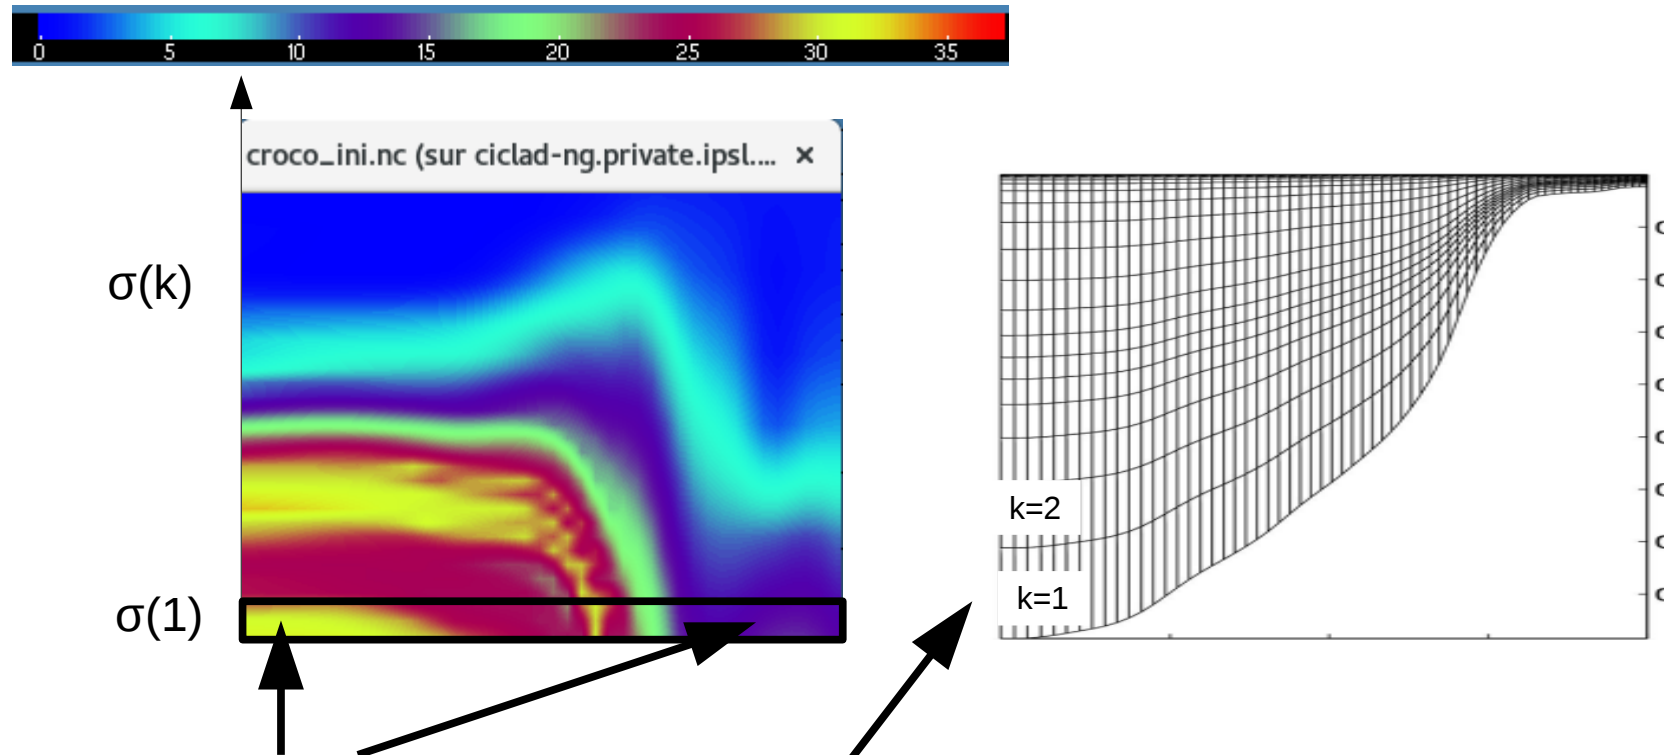 0 5 10 15 20 25 30 35
croco_ini.nc (sur ciclad-ng.private.ipsl.... ×
σ(k)
σ(1)
k=2
k=1